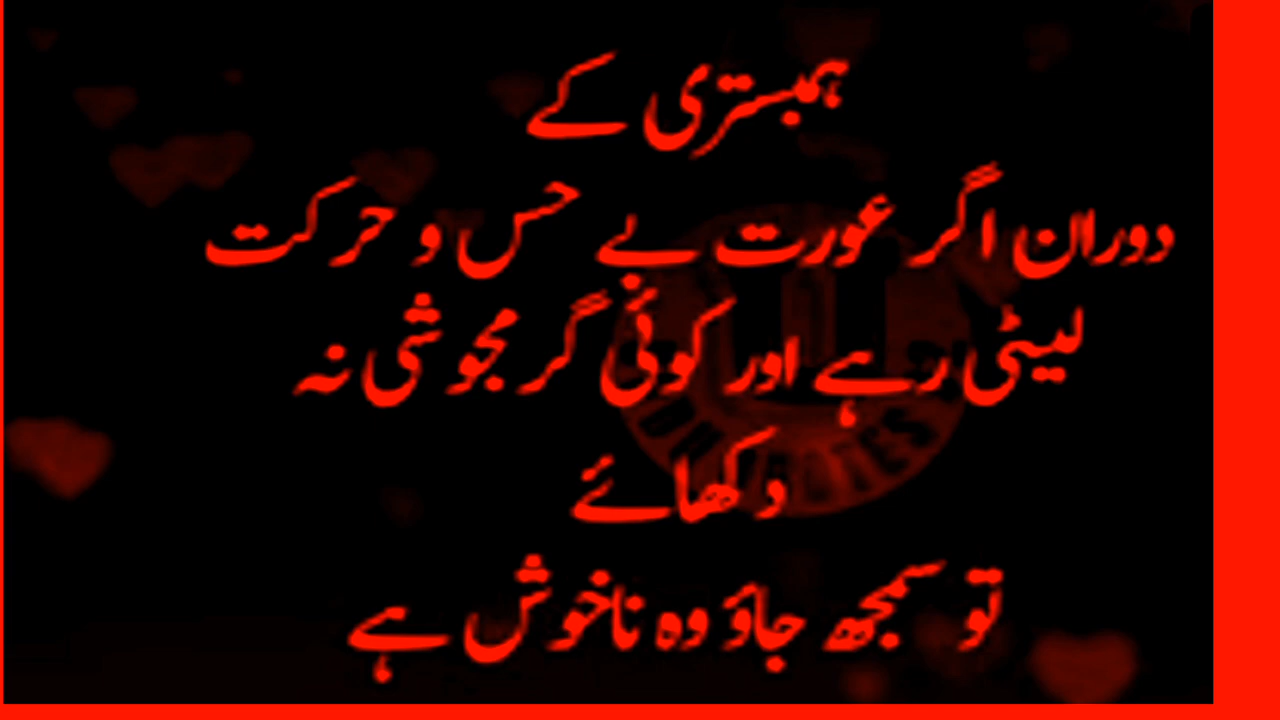 ہمبستری کے
دوران اگر عورت بے حس و حرکت
لیٹی رہے اور کوئی گرمجوشی نہ
دکھائے
تو سمجھ جاؤ وہ ناخوش ہے